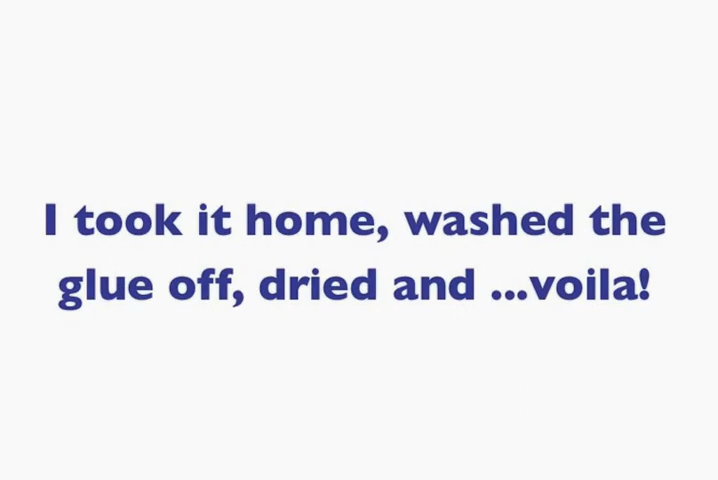 I took it home, washed the
glue off, dried and ...voila!